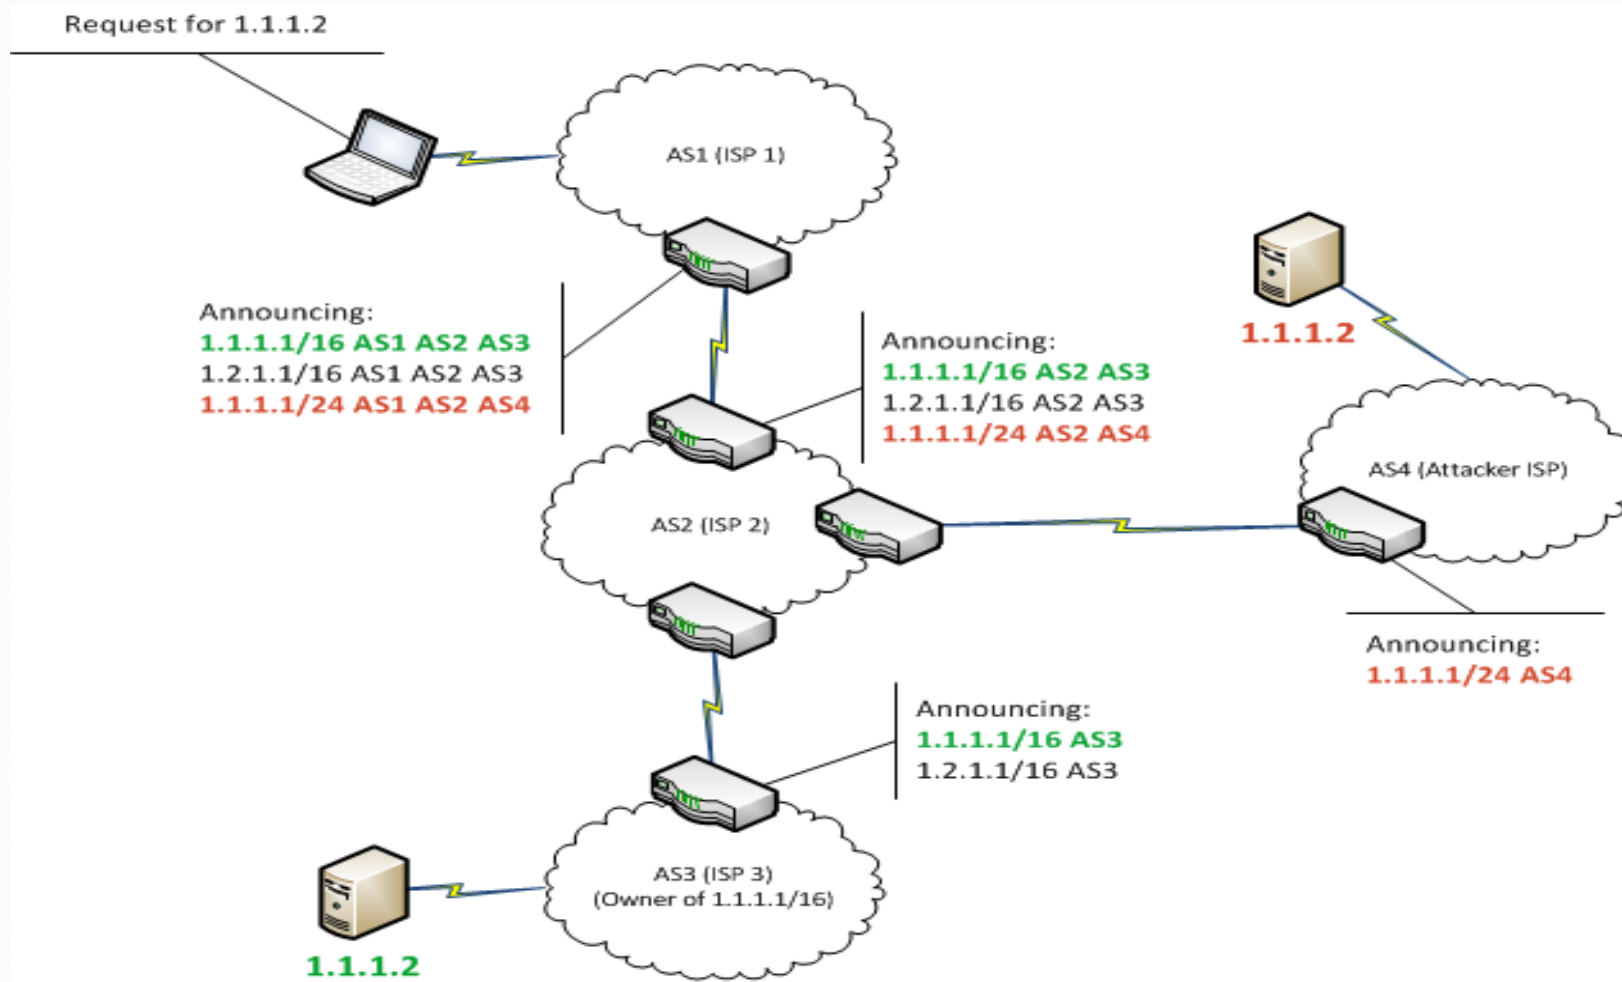 Request for 1.1.1.2
AS1 (ISP 1)
Announcing:
1.1.1.1/16 AS1 AS2 AS3
1.2.1.1/16 AS1 AS2 AS3
1.1.1.1/24 AS1 AS2 AS4
Announcing:
1.1.1.1/16 AS2 AS3
1.2.1.1/16 AS2 AS3
1.1.1.1/24 AS2 AS4
1.1.1.2
AS4 (Attacker ISP)
AS2 (ISP 2)
Announcing:
1.1.1.1/24 AS4
Announcing:
1.1.1.1/16 AS3
1.2.1.1/16 AS3
AS3 (ISP 3)
(Owner of 1.1.1.1/16)
1.1.1.2